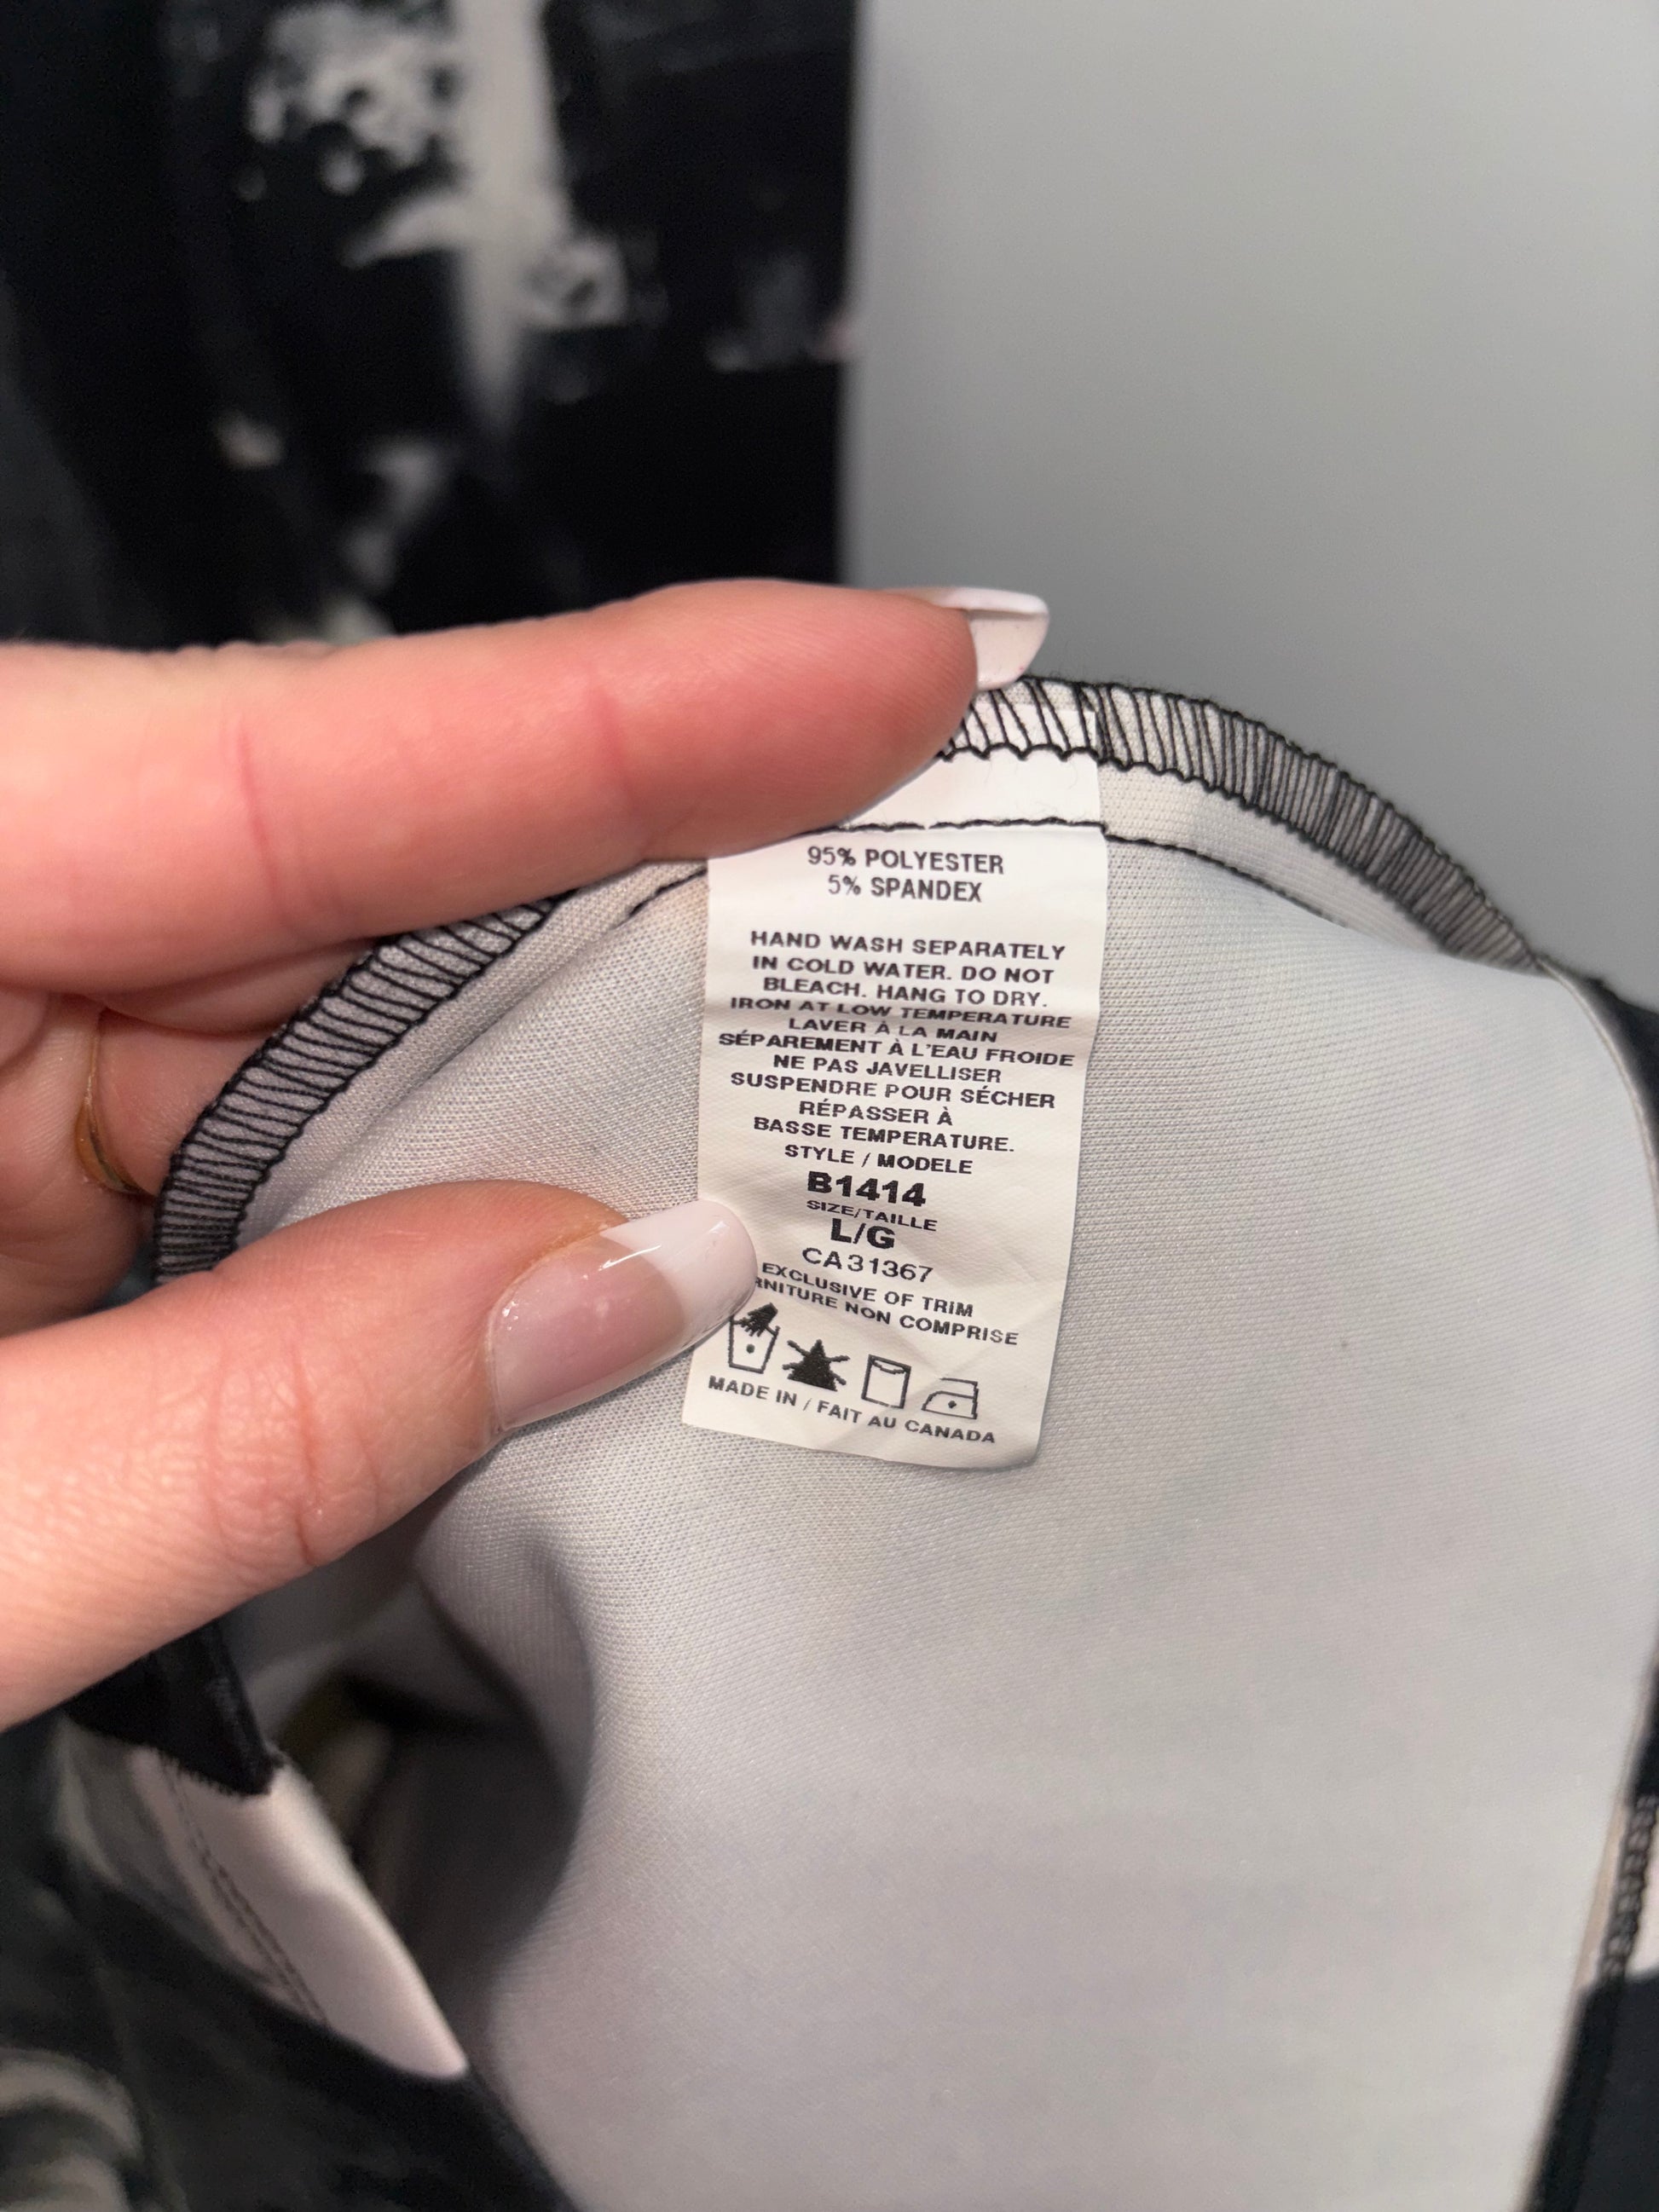 95% POLYESTER
5% SPANDEX
HAND WASH SEPARATELY
IN COLD WATER. DO NOT
BLEACH. HANG TO DRY.
IRON AT LOW TEMPERATURE
LAVER À LA MAIN
SÉPAREMENT À L'EAU FROIDE
NE PAS JAVELLISER
SUSPENDRE POUR SÉCHER
RÉPASSER À
BASSE TEMPERATURE.
STYLE / MODELE
B1414
SIZE/TAILLE
L/G
CA31367
EXCLUSIVE OF TRIM
NON COMPRISE
MADE IN / FAIT AU CANADA